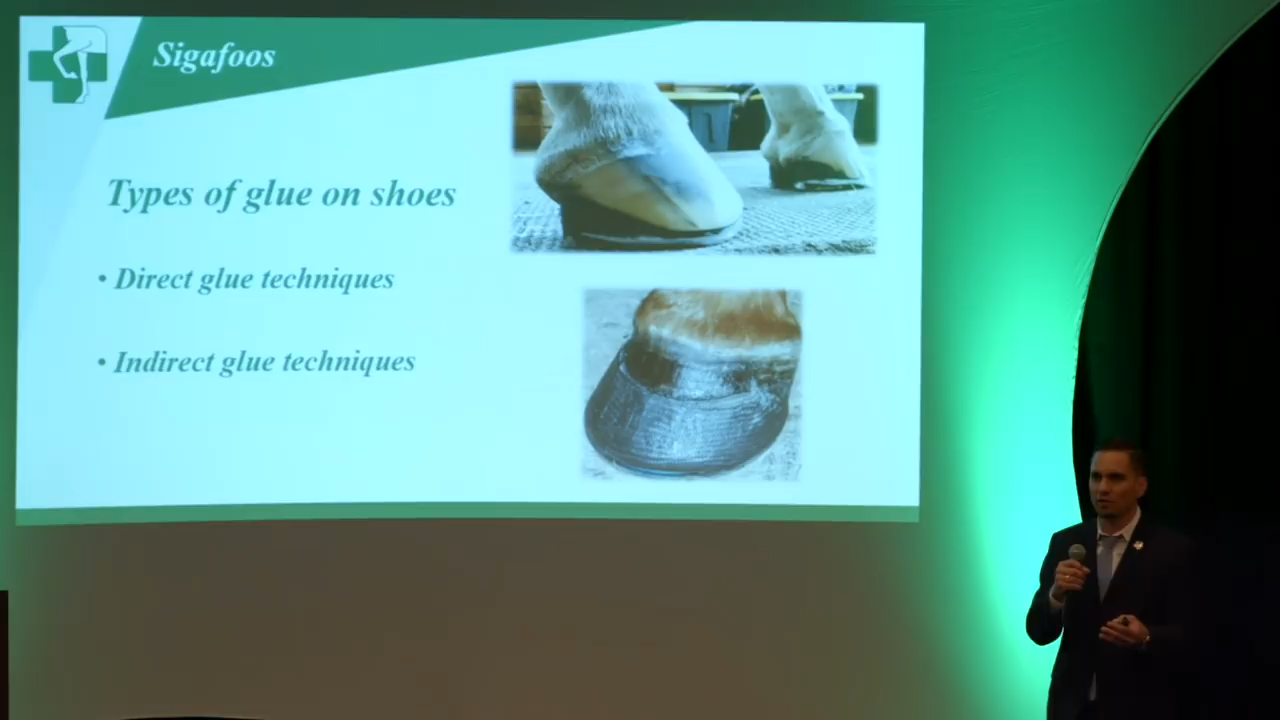 Sigafoos
Types of glue on shoes
• Direct glue techniques
• Indirect glue techniques